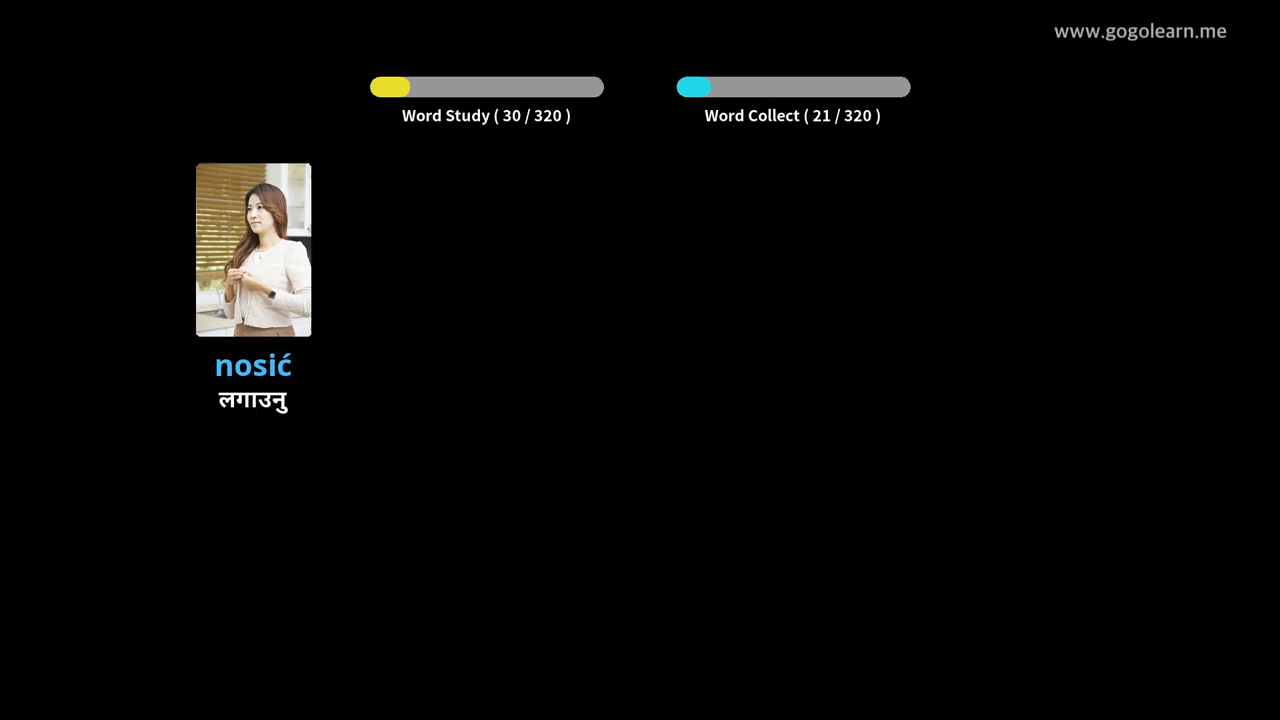 www.gogolearn.me
Word Study ( 30 / 320 )
Word Collect ( 21 / 320 )
nosić
लगाउनु